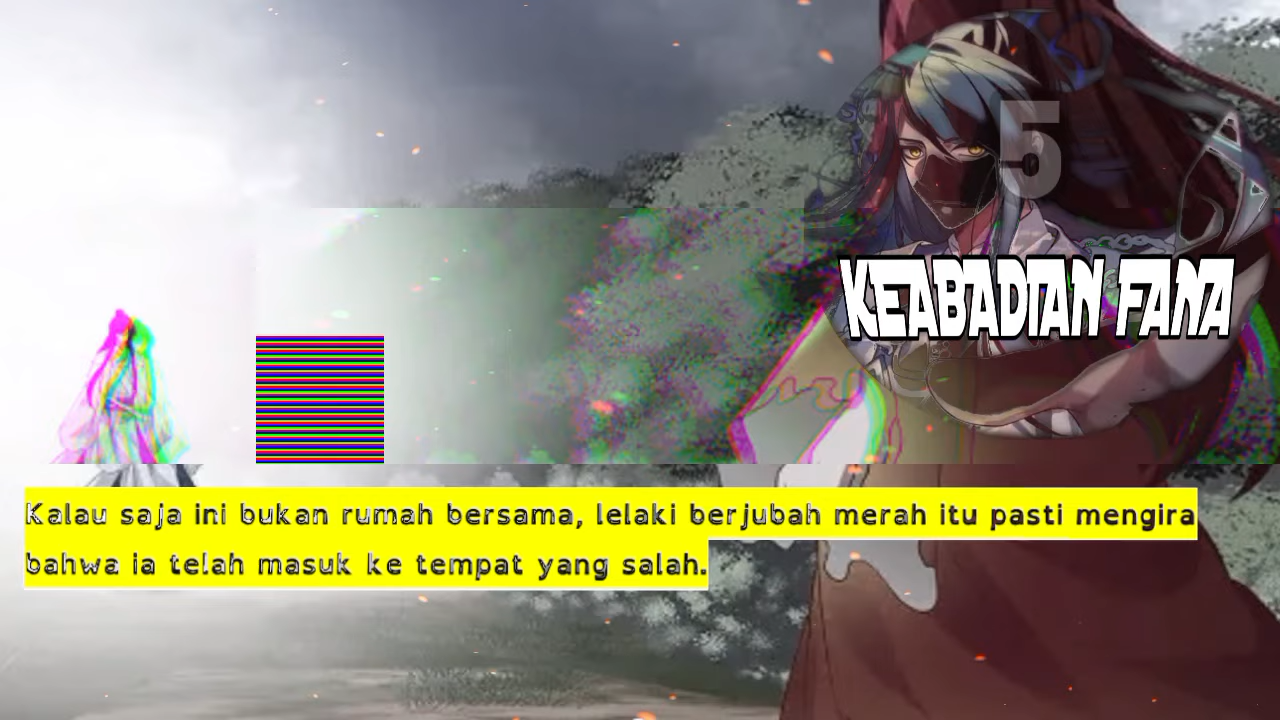 5
KEABADIAN FANA
Kalau saja ini bukan rumah bersama, lelaki berjubah merah itu pasti mengira
bahwa ia telah masuk ke tempat yang salah.